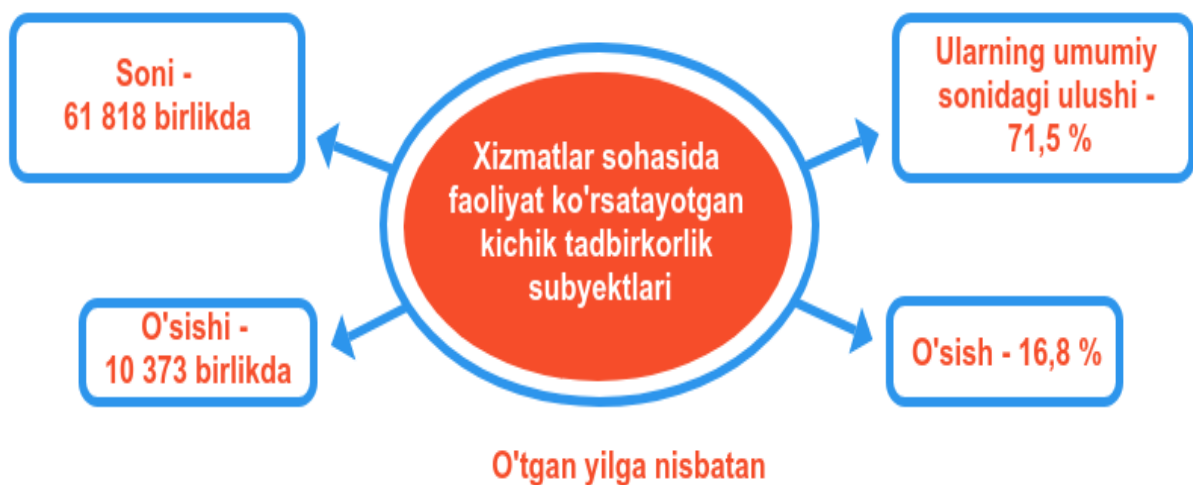 Soni -
61 818 birlikda
Ularning umumiy
sonidagi ulushi -
71,5 %
Xizmatlar sohasida
faoliyat ko'rsatayotgan
kichik tadbirkorlik
subyektlari
O'sishi -
10 373 birlikda
O'sish - 16,8 %
O'tgan yilga nisbatan